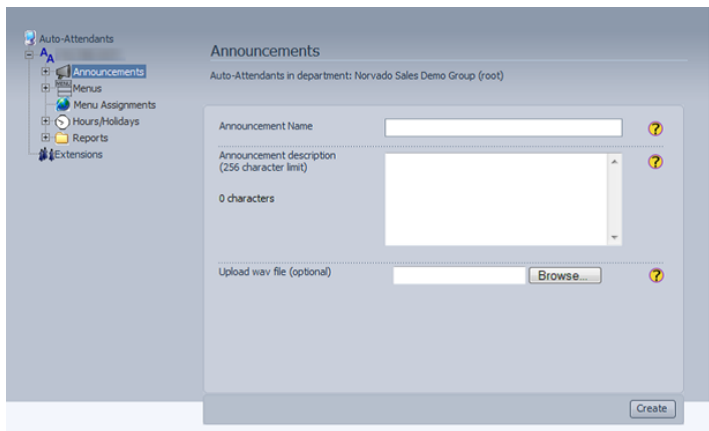 Auto-Attendants
Announcements
Menus
Menu Assignments
Hours/Holidays
Reports
Extensions
Announcements
Auto-Attendants in department: Norvado Sales Demo Group (root)
Announcement Name
Announcement description
(256 character limit)
0 characters
Upload wav file (optional)
Browse...
Create